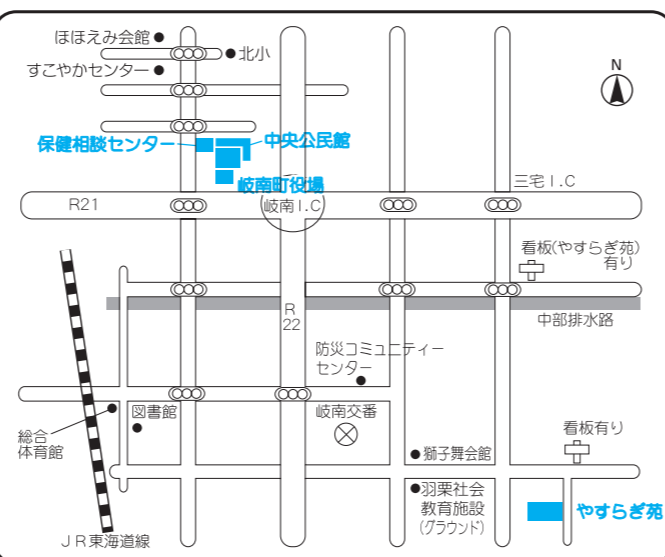 ほほえみ会館
北小
すこやかセンター
N
保健相談センター
中央公民館
岐南町役場
三宅I.C
R21
岐南I.C
看板(やすらぎ苑)
有り
中部排水路
R
22
防災コミュニティー
センター
図書館
岐南交番
総合
体育館
看板有り
獅子舞会館
羽栗社会
教育施設
(グラウンド)
やすらぎ苑
JR東海道線